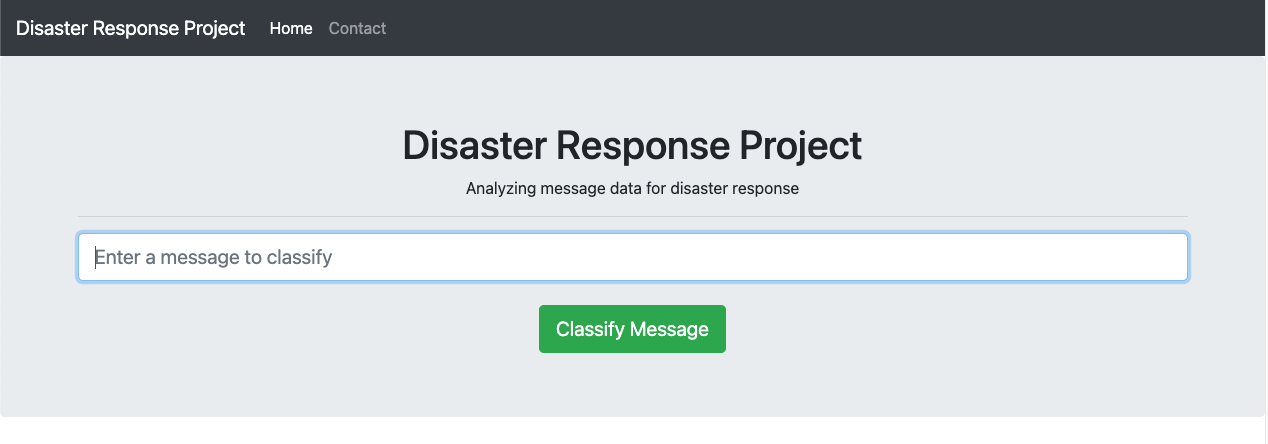 Disaster Response Project Home Contact
Disaster Response Project
Analyzing message data for disaster response
Enter a message to classify
Classify Message